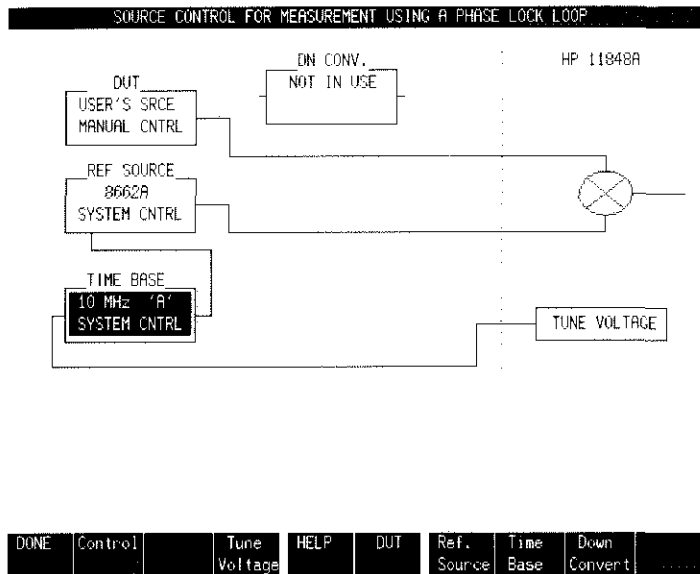 SOURCE CONTROL FOR MEASUREMENT USING A PHASE LOCK LOOP
DN CONV.
NOT IN USE
HP 11848A
DUT
USER'S SRCE
MANUAL CNTRL
REF SOURCE
8662A
SYSTEM CNTRL
TIME BASE
10 MHz 'A'
SYSTEM CNTRL
TUNE VOLTAGE
DONE Control Tune Voltage HELP DUT Ref. Source Time Base Down Convert